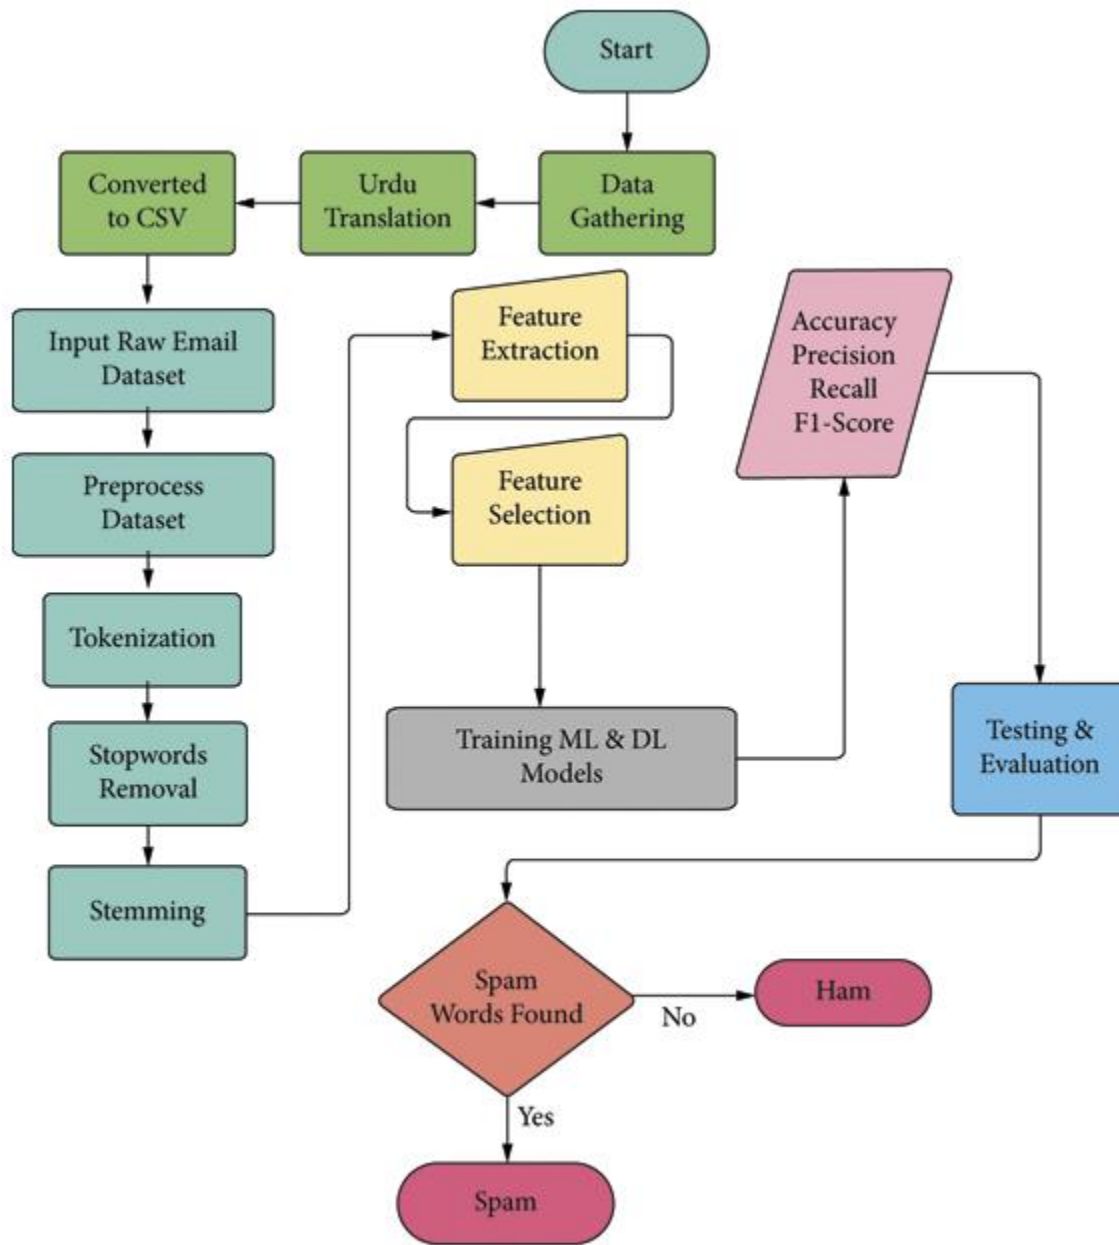 Start
Data
Gathering
Urdu
Translation
Converted
to CSV
Input Raw Email
Dataset
Preprocess
Dataset
Tokenization
Stopwords
Removal
Stemming
Feature
Extraction
Feature
Selection
Training ML & DL
Models
Accuracy
Precision
Recall
F1-Score
Testing &
Evaluation
Spam
Words Found
No
Ham
Yes
Spam